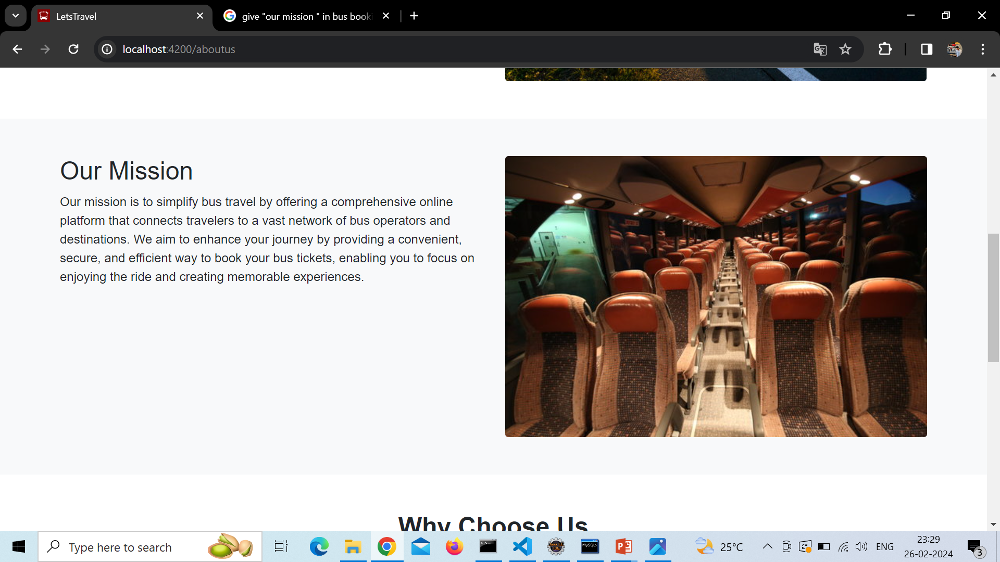 LetsTravel
give "our mission " in bus booki
localhost:4200/aboutus
Our Mission
Our mission is to simplify bus travel by offering a comprehensive online
platform that connects travelers to a vast network of bus operators and
destinations. We aim to enhance your journey by providing a convenient,
secure, and efficient way to book your bus tickets, enabling you to focus on
enjoying the ride and creating memorable experiences.
Why Choose Us
Type here to search
25°C
ENG
23:29
26-02-2024
3